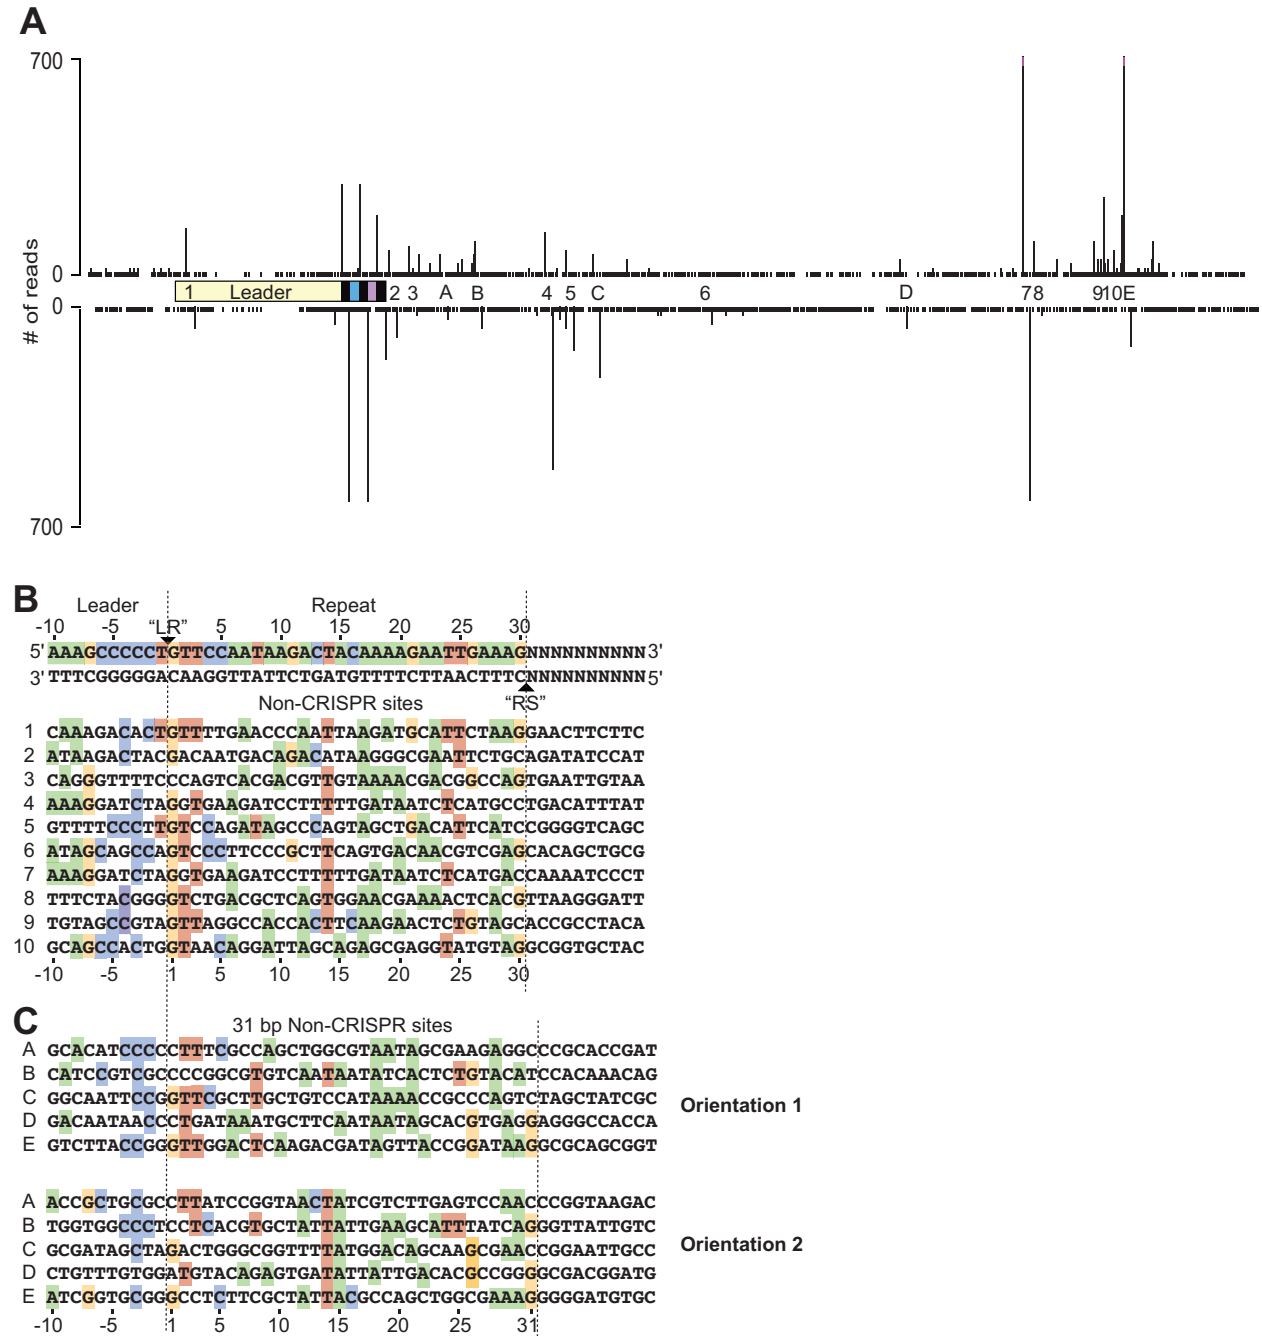 A
700
0
# of reads
1 Leader 2 3 A B 4 5 C 6 D 7 8 9 10 E
0
700
B
Leader Repeat
-10 -5 "LR" 5 10 15 20 25 30
5' AAAGCCCCCTGTTCCAATAAGACTACAAAAGAATTGAAAGNNNNNNNNNN 3'
3' TTTCGGGGGACAAGGTTATTCTGATGTTTTCTTAACTTTCNNNNNNNNNN 5'
Non-CRISPR sites "RS"
1 CAAAGACACTGTTTTGAACCCAATTAAGATGCATTCTAAGGAACTTCTTC
2 ATAAGACTACGACAATGACAGACATAAGGGCGAATTCTGCAGATATCCAT
3 CAGGGTTTTCCCAGTCACGACGTTGTAAAACGACGGCCAGTGAATTGTAA
4 AAAGGATCTAGGTGAAGATCCTTTTTGATAATCTCATGCCTGACATTTAT
5 GTTTTCCCTTGTCCAGATAGCCCAGTAGCTGACATTCATCCGGGGTCAGC
6 ATAGCAGCCAGTCCCTTCCCGCTTCAGTGACAACGTCGAGCACAGCTGCG
7 AAAGGATCTAGGTGAAGATCCTTTTTGATAATCTCATGACCAAAATCCCT
8 TTTCTACGGGGTCTGACGCTCAGTGGAACGAAAACTCACGTTAAGGGATT
9 TGTAGCCGTAGTTAGGCCACCACTTCAAGAACTCTGTAGCACCGCCTACA
10 GCAGCCACTGGTAACAGGATTAGCAGAGCGAGGTATGTAGGCGGTGCTAC
-10 -5 1 5 10 15 20 25 30
C
31 bp Non-CRISPR sites
A GCACATCCCCCTTTCGCCAGCTGGCGTAATAGCGAAGAGGCCCGCACCGAT
B CATCCGTCGCCCCGGCGTGTCAATAATATCACTCTGTACATCCACAAACAG
C GGCAATTCCGGTTCGCTTGCTGTCCATAAAACCGCCCAGTCTAGCTATCGC
D GACAATAACCCTGATAAATGCTTCAATAATAGCACGTGAGGAGGGCCACCA
E GTCTTACCGGGTTGGACTCAAGACGATAGTTACCGGATAAGGCGCAGCGGT
Orientation 1
A ACCGCTGCGCCTTATCCGGTAACTATCGTCTTGAGTCCAACCCGGTAAGAC
B TGGTGGCCCTCCTCACGTGCTATTATTGAAGCATTTATCAGGGTTATTGTC
C GCGATAGCTAGACTGGGCGGTTTTATGGACAGCAAGCGAACCGGAATTGCC
D CTGTTTGTGGATGTACAGAGTGATATTATTGACACGCCGGGGCGACGGATG
E ATCGGTGCGGGCCTCTTCGCTATTACGCCAGCTGGCGAAAGGGGGATGTGC
Orientation 2
-10 -5 1 5 10 15 20 25 31